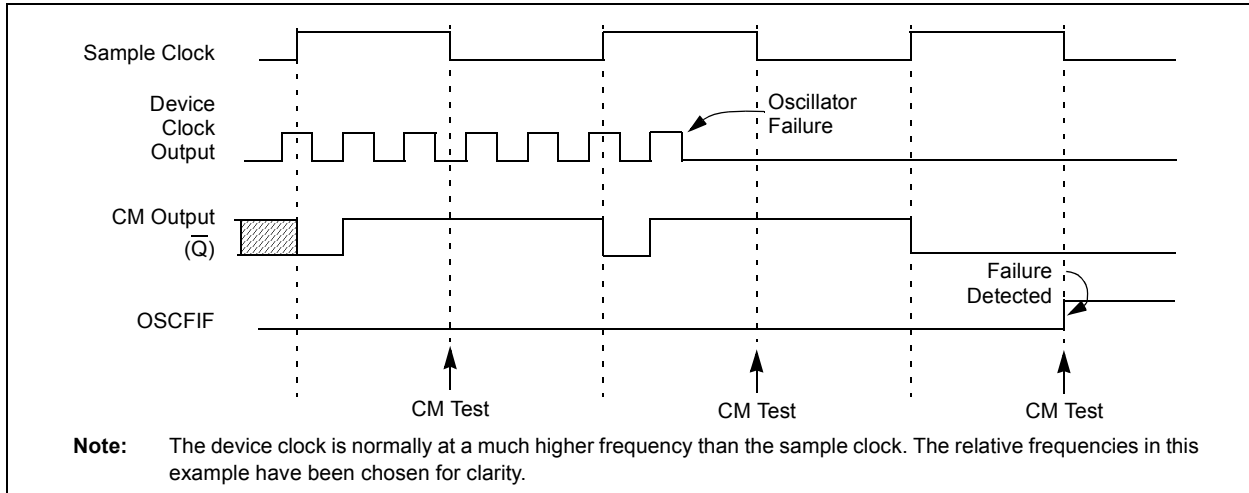 Sample Clock
Device
Clock
Output
Oscillator
Failure
CM Output
(Q̅)
Failure
Detected
OSCFIF
CM Test
CM Test
CM Test
Note: The device clock is normally at a much higher frequency than the sample clock. The relative frequencies in this
example have been chosen for clarity.